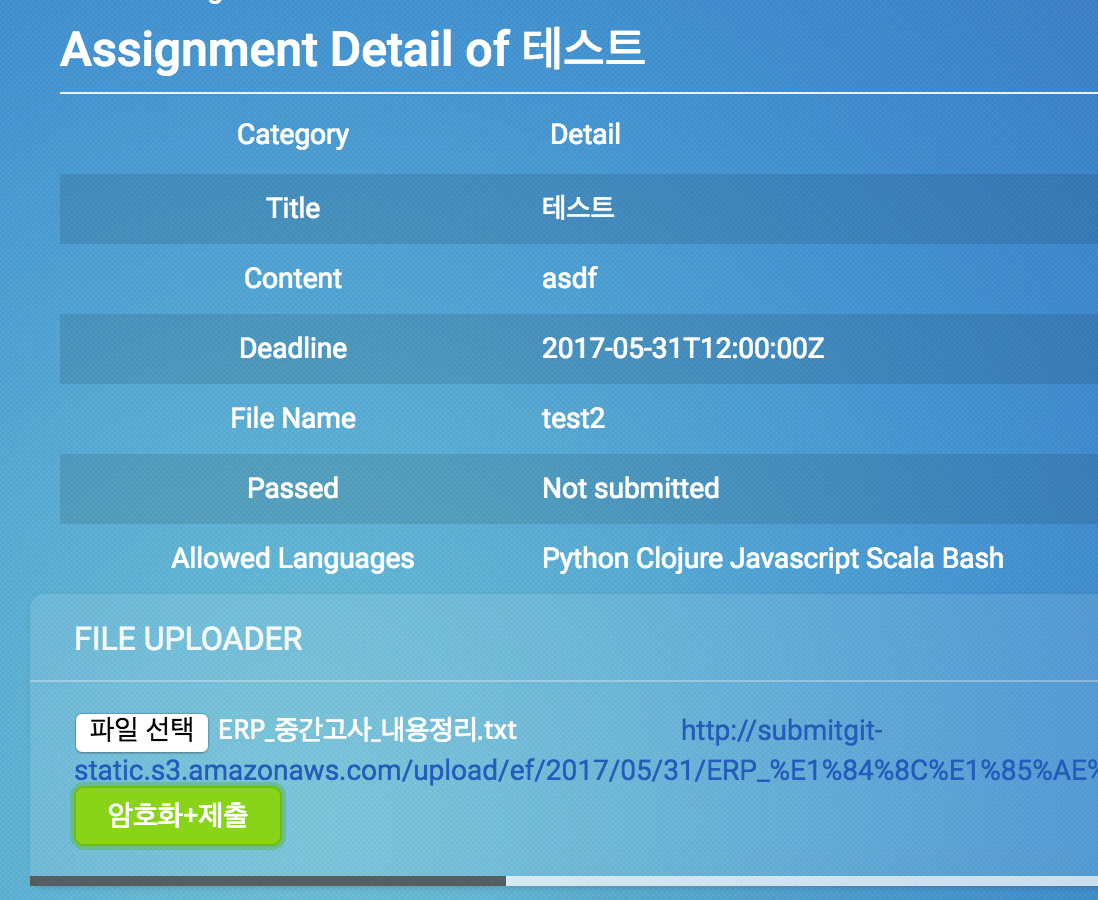 Assignment Detail of 테스트
Category Detail
Title 테스트
Content asdf
Deadline 2017-05-31T12:00:00Z
File Name test2
Passed Not submitted
Allowed Languages Python Clojure Javascript Scala Bash
FILE UPLOADER
파일 선택 ERP_중간고사_내용정리.txt http://submitgit-
static.s3.amazonaws.com/upload/ef/2017/05/31/ERP_%E1%84%8C%E1%85%AE%
암호화+제출